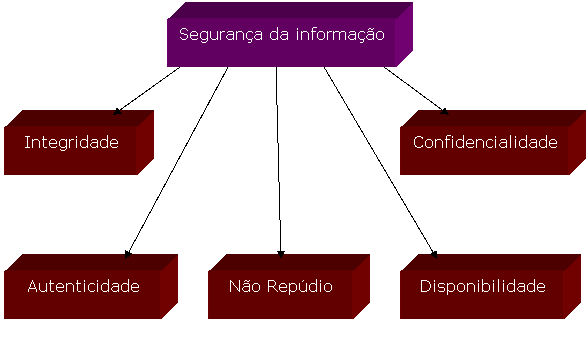 Segurança da informação
Integridade
Confidencialidade
Autenticidade
Não Repúdio
Disponibilidade